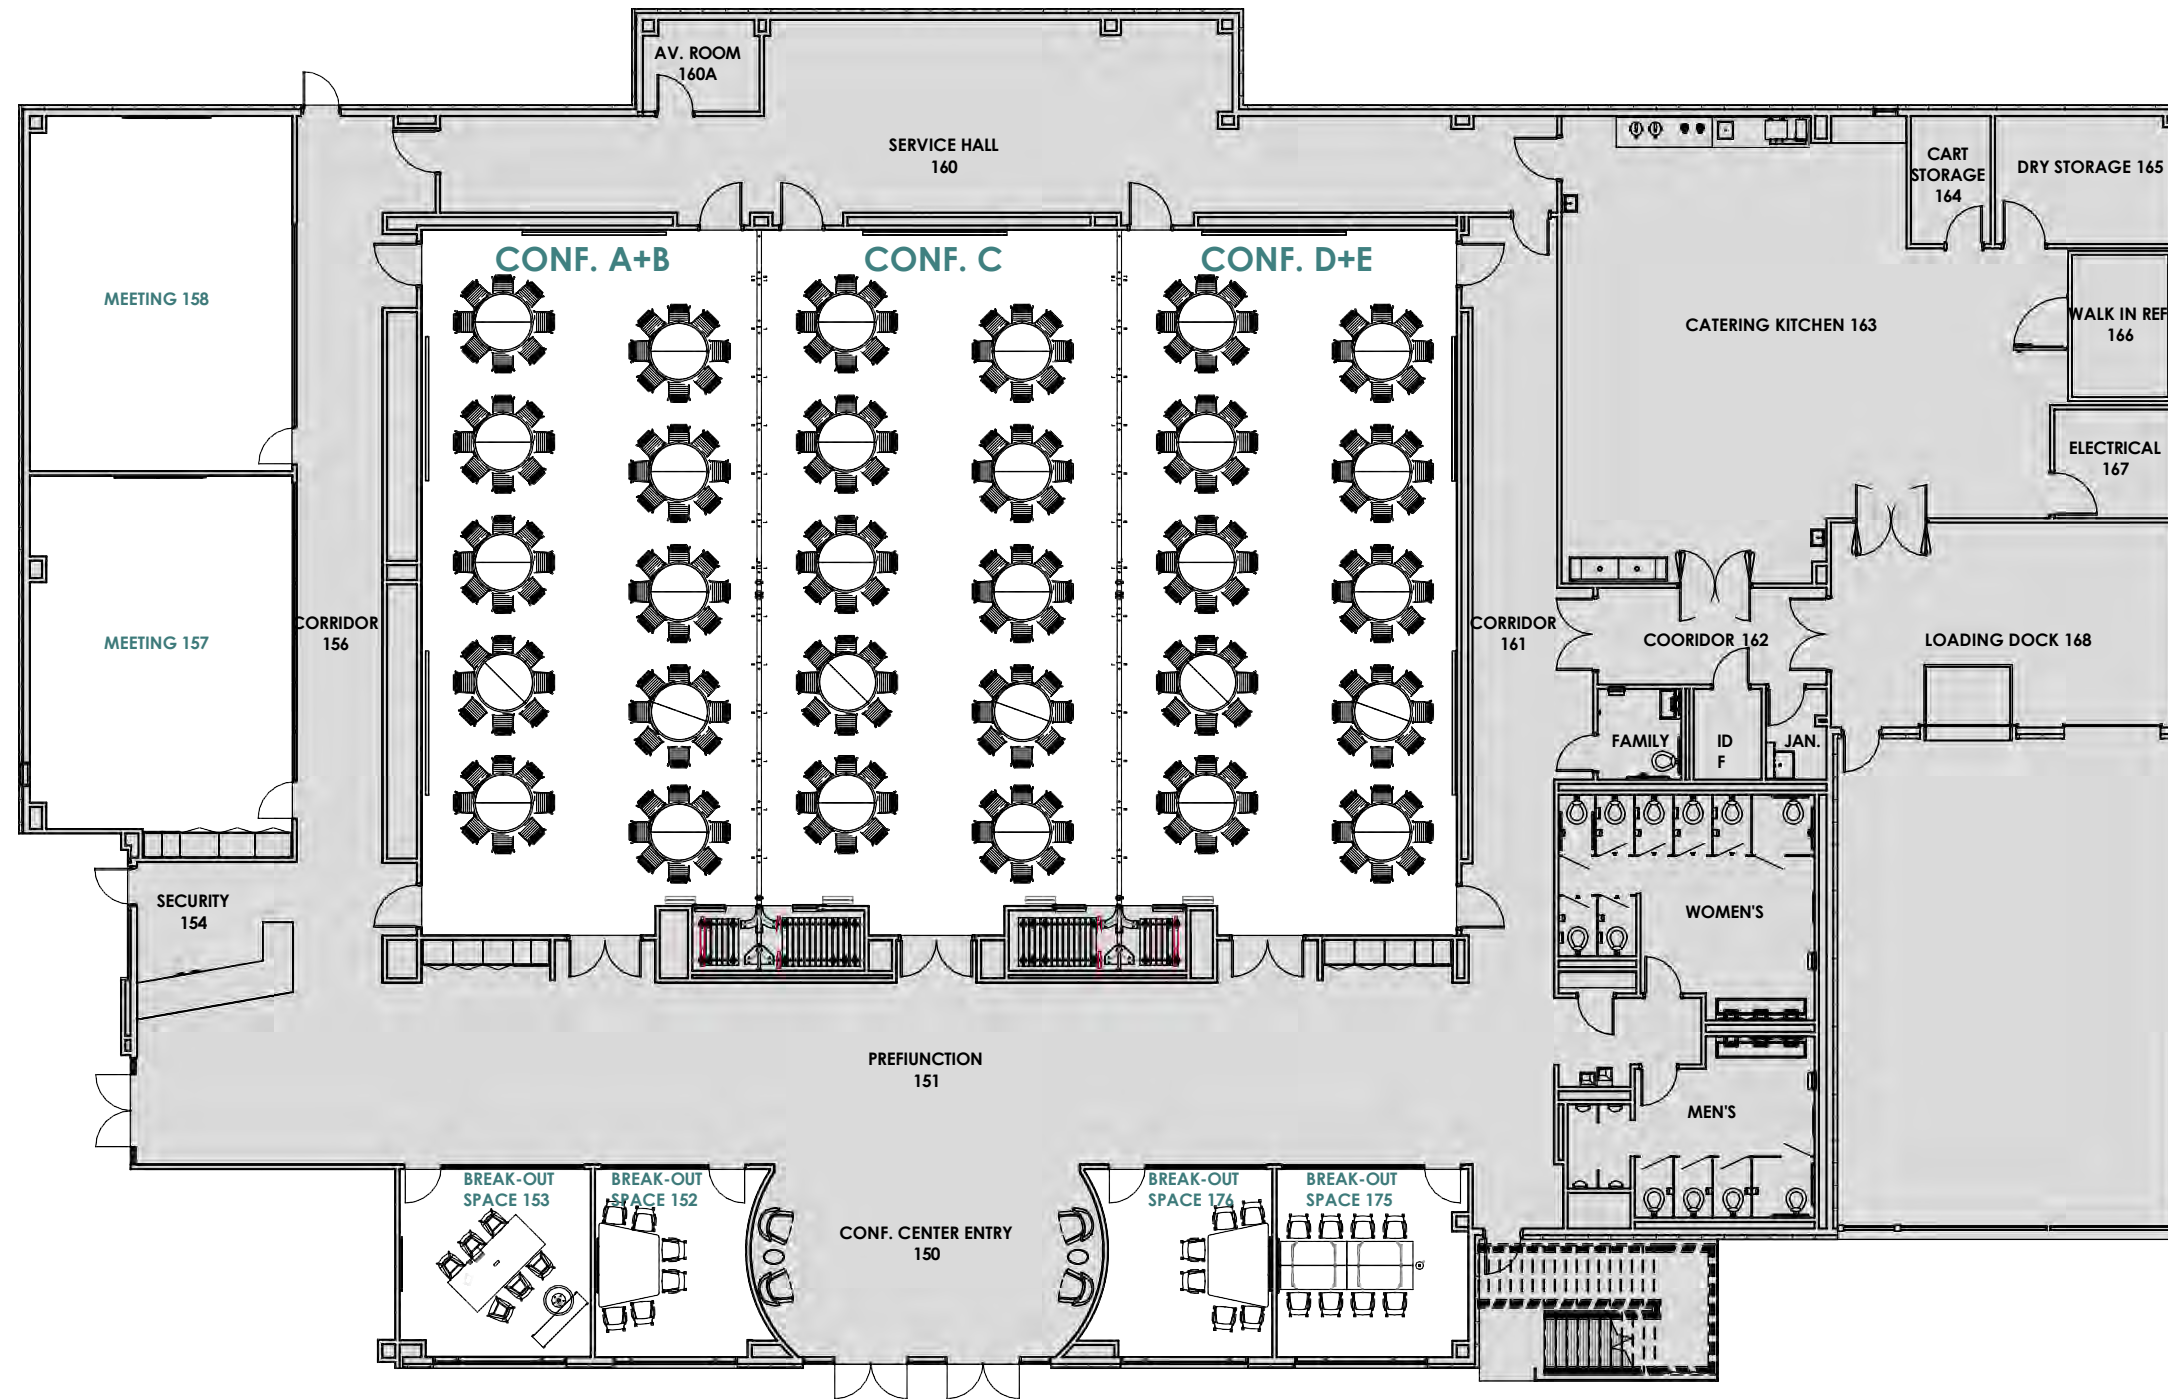 AV. ROOM
160A
SERVICE HALL
160
CART
STORAGE
164
DRY STORAGE 165
CONF. A+B
CONF. C
CONF. D+E
MEETING 158
CATERING KITCHEN 163
WALK IN REF
166
ELECTRICAL
167
MEETING 157
CORRIDOR
156
CORRIDOR
161
COORIDOR 162
LOADING DOCK 168
FAMILY
ID
F
JAN.
SECURITY
154
WOMEN'S
PREFIUNCTION
151
MEN'S
BREAK-OUT
SPACE 153
BREAK-OUT
SPACE 152
BREAK-OUT
SPACE 176
BREAK-OUT
SPACE 175
CONF. CENTER ENTRY
150